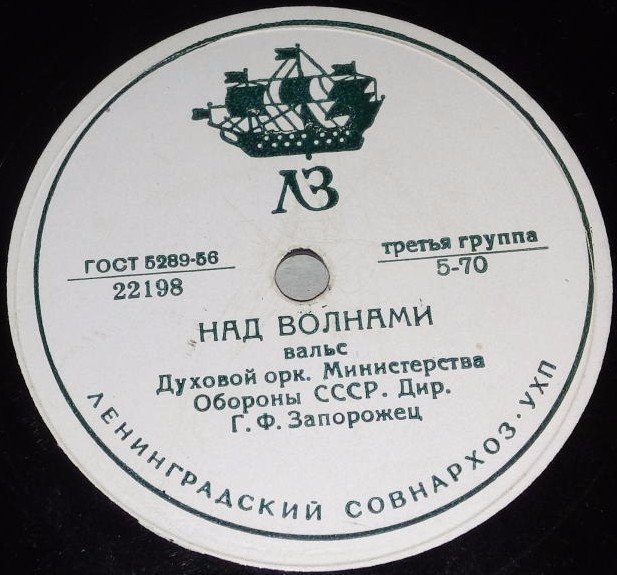 ЛЗ
ГОСТ 5289-56
22198
третья группа
5-70
НАД ВОЛНАМИ
вальс
Духовой орк. Министерства
Обороны СССР. Дир.
Г. Ф. Запорожец
ЛЕНИНГРАДСКИЙ СОВНАРХОЗ · УХП